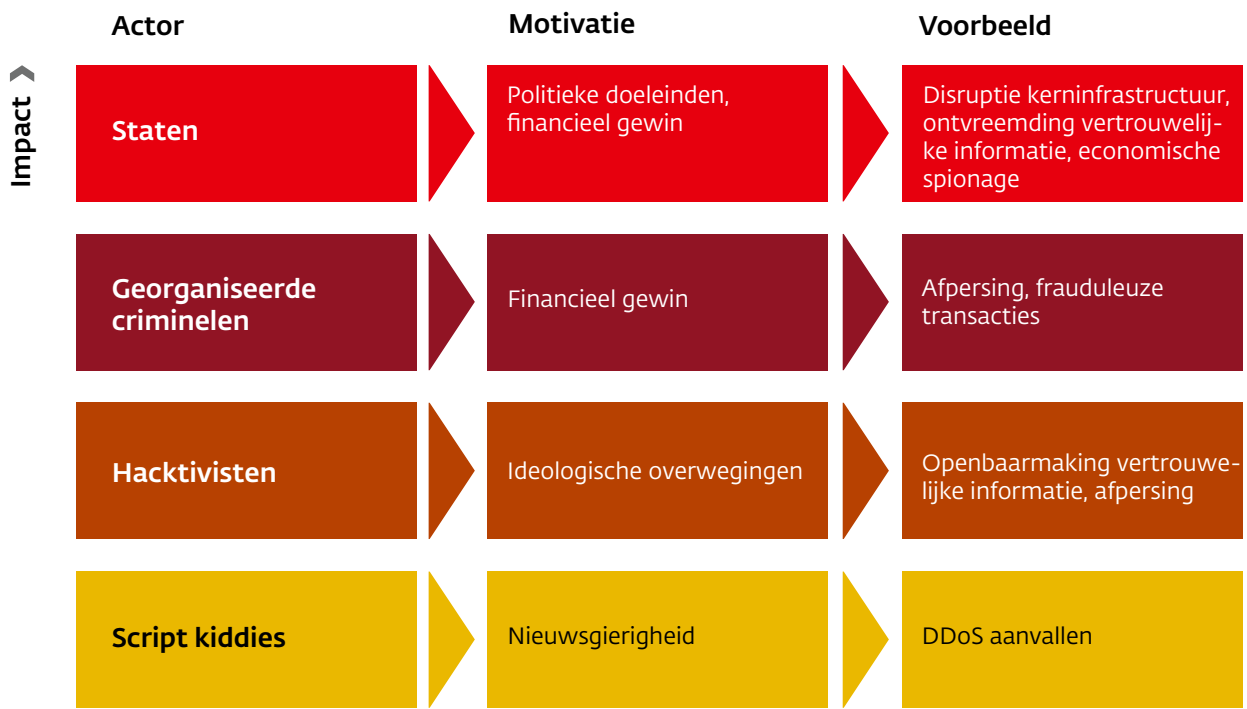 Actor
Motivatie
Voorbeeld
Impact
Staten
Politieke doeleinden,
financieel gewin
Disruptie kerninfrastructuur,
ontvreemding vertrouwelij-
ke informatie, economische
spionage
Georganiseerde
criminelen
Financieel gewin
Afpersing, frauduleuze
transacties
Hacktivisten
Ideologische overwegingen
Openbaarmaking vertrouwe-
lijke informatie, afpersing
Script kiddies
Nieuwsgierigheid
DDoS aanvallen